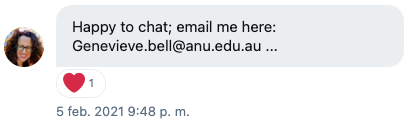 Happy to chat; email me here:
Genevieve.bell@anu.edu.au ...
1
5 feb. 2021 9:48 p. m.